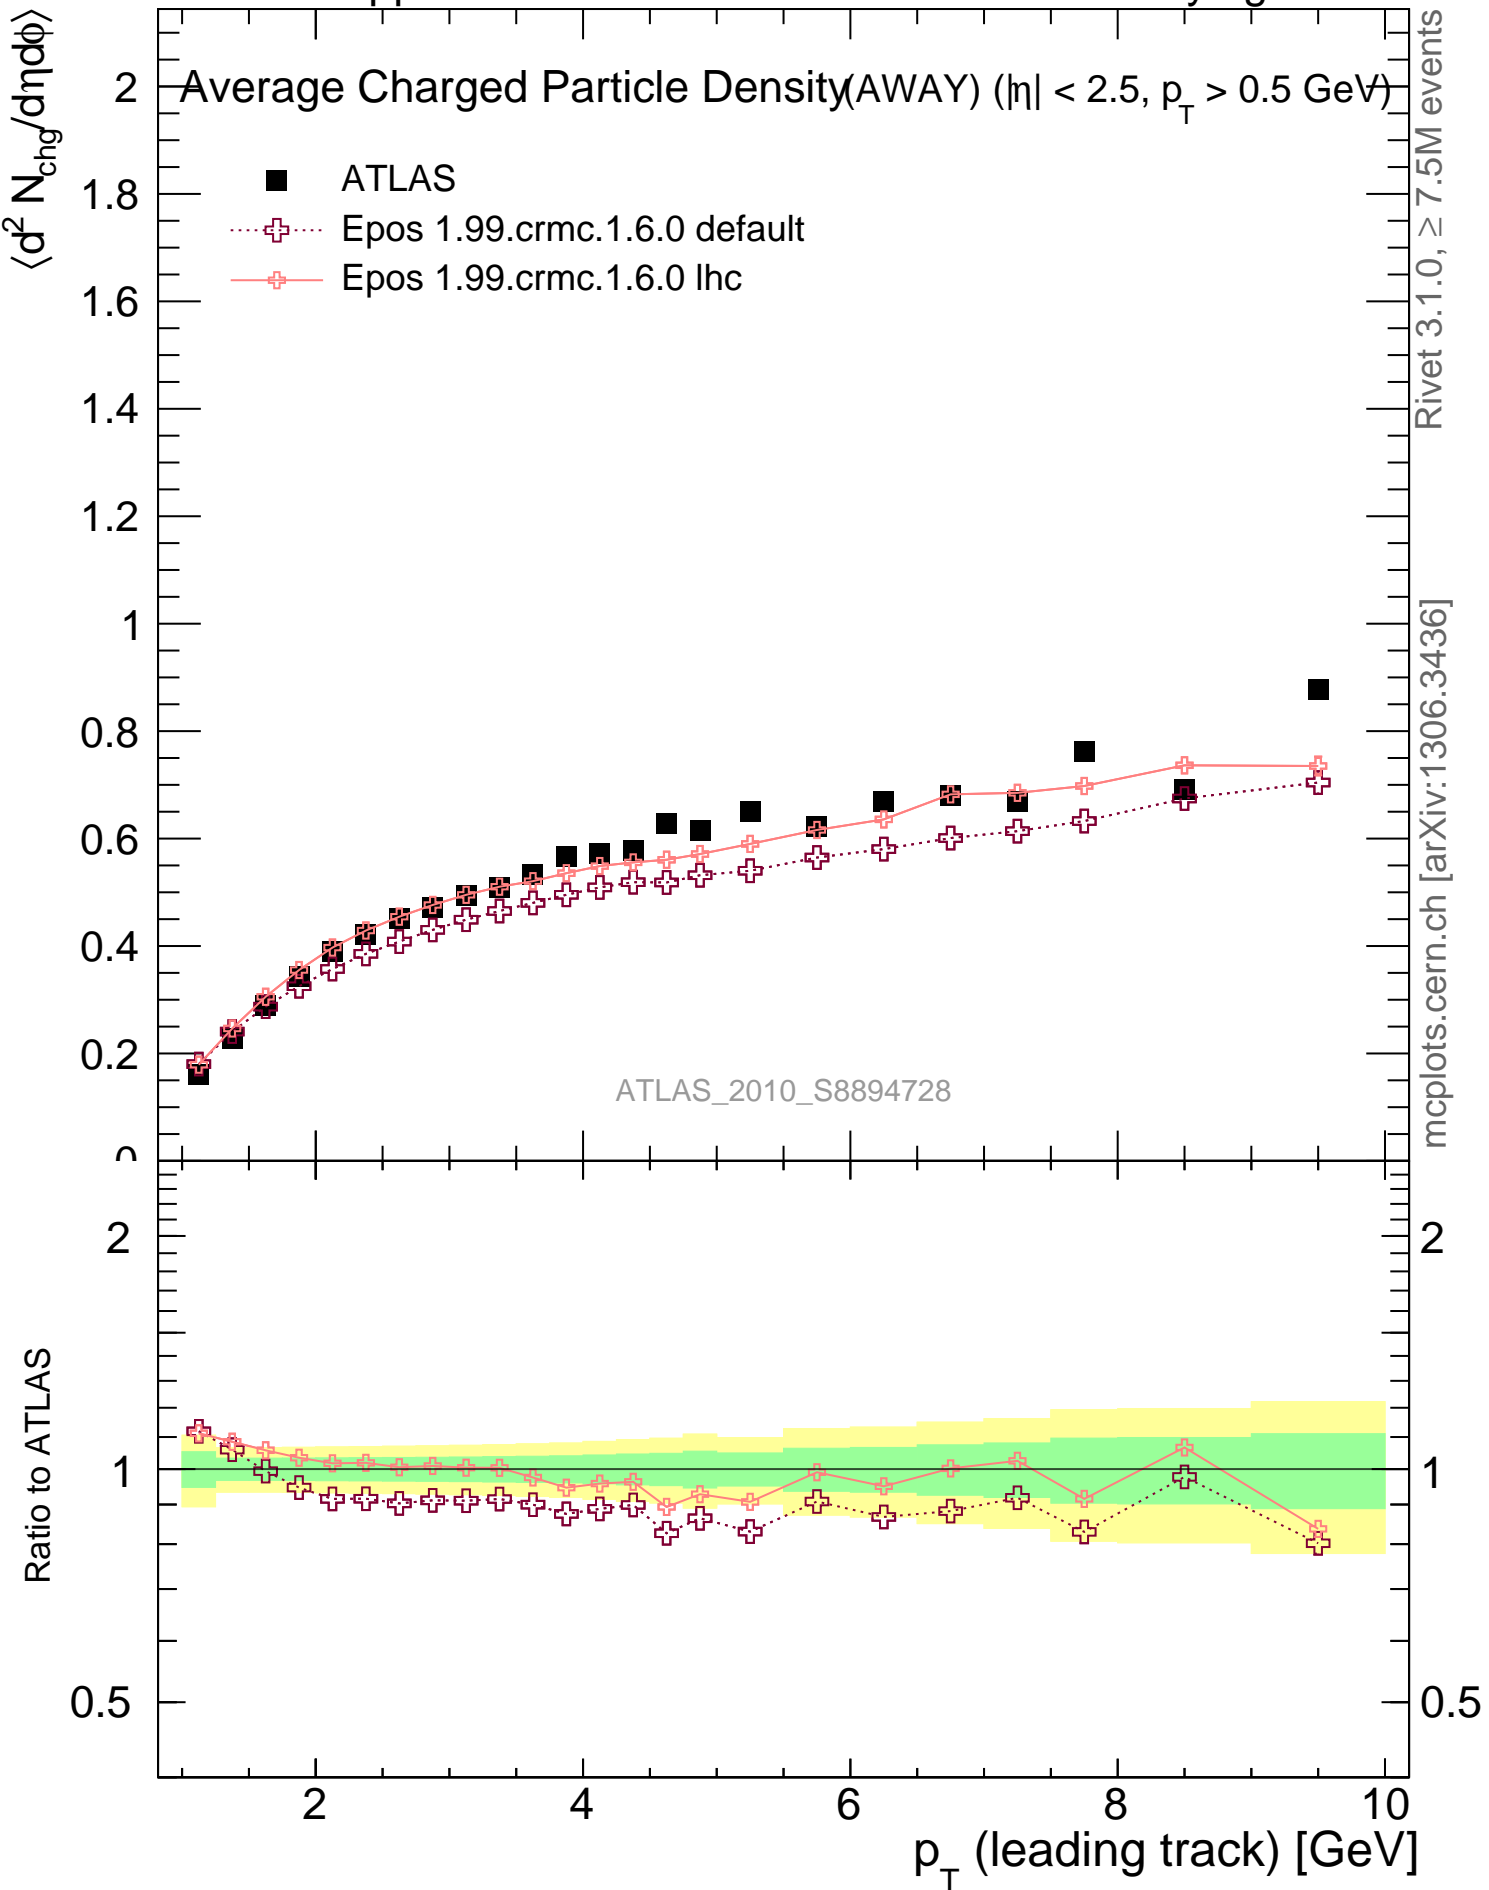 Average Charged Particle Density (AWAY) (|η| < 2.5, p_T > 0.5 GeV)
⟨d² N_chg/dηdϕ⟩
ATLAS
Epos 1.99.crmc.1.6.0 default
Epos 1.99.crmc.1.6.0 lhc
2
1.8
1.6
1.4
1.2
1
0.8
0.6
0.4
0.2
0
ATLAS_2010_S8894728
Rivet 3.1.0, ≥ 7.5M events
mcplots.cern.ch [arXiv:1306.3436]
Ratio to ATLAS
2
1
0.5
2
1
0.5
2 4 6 8 10
p_T (leading track) [GeV]